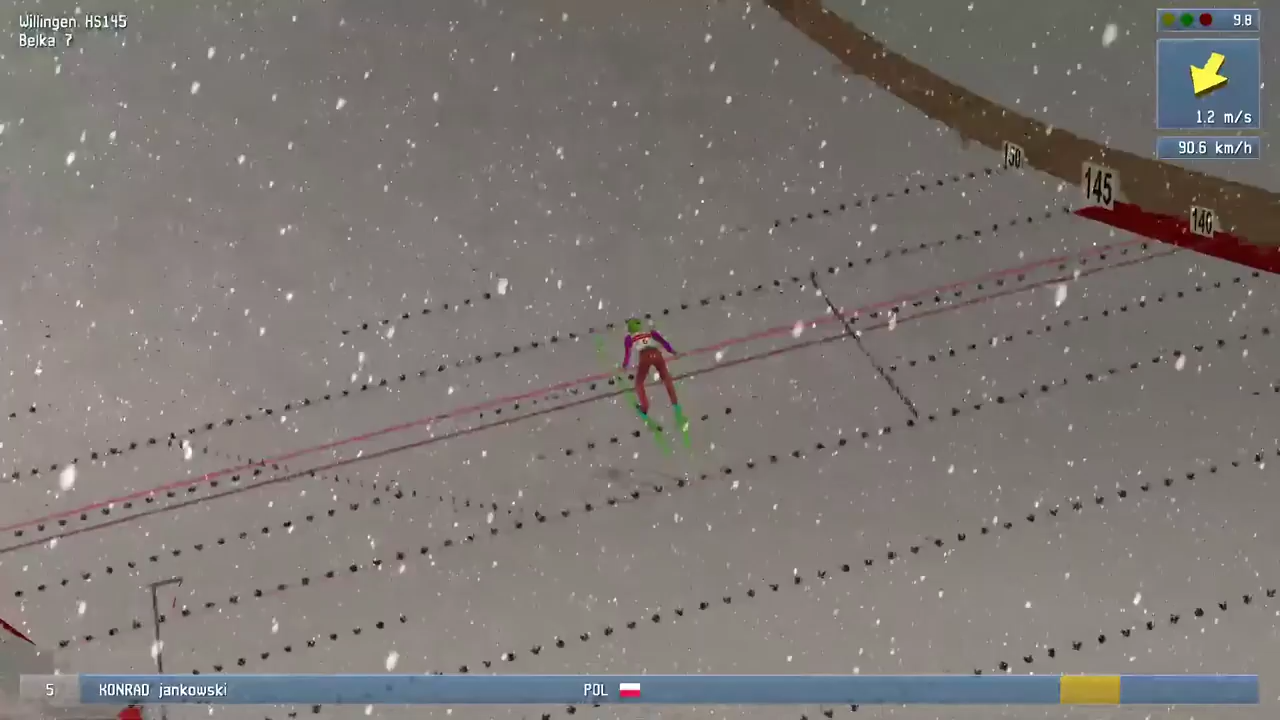 Willingen HS145
Belka 7
9.8
1.2 m/s
90.6 km/h
150
145
140
5 KONRAD jankowski POL